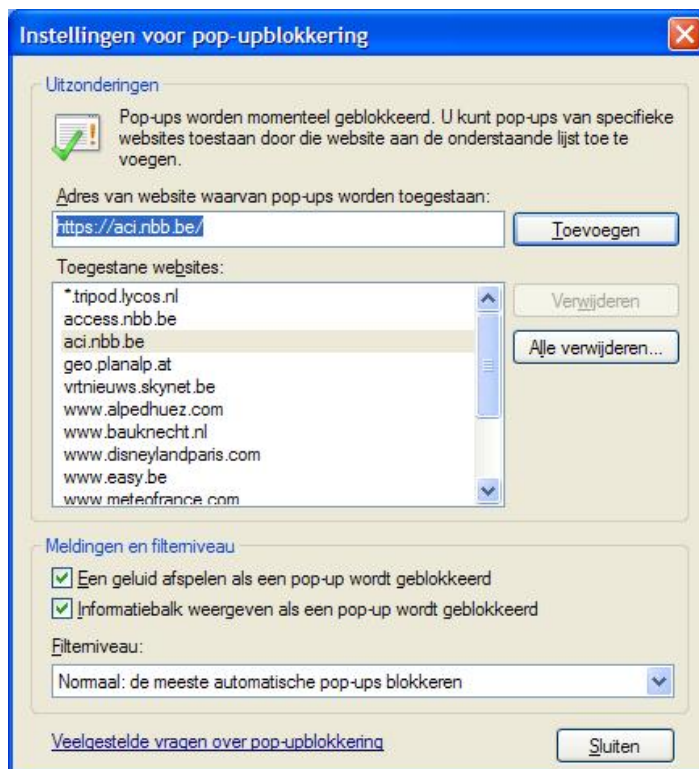 Instellingen voor pop-upblokkering
Uitzonderingen
Pop-ups worden momenteel geblokkeerd. U kunt pop-ups van specifieke
websites toestaan door die website aan de onderstaande lijst toe te
voegen.
Adres van website waarvan pop-ups worden toegestaan:
https://aci.nbb.be/
Toevoegen
Toegestane websites:
*.tripod.lycos.nl
access.nbb.be
aci.nbb.be
geo.planalp.at
vrtnieuws.skynet.be
www.alpedhuez.com
www.bauknecht.nl
www.disneylandparis.com
www.easy.be
www.meteofrance.com
Verwijderen
Alle verwijderen...
Meldingen en filterniveau
Een geluid afspelen als een pop-up wordt geblokkeerd
Informatiebalk weergeven als een pop-up wordt geblokkeerd
Filterniveau:
Normaal: de meeste automatische pop-ups blokkeren
Veelgestelde vragen over pop-upblokkering
Sluiten